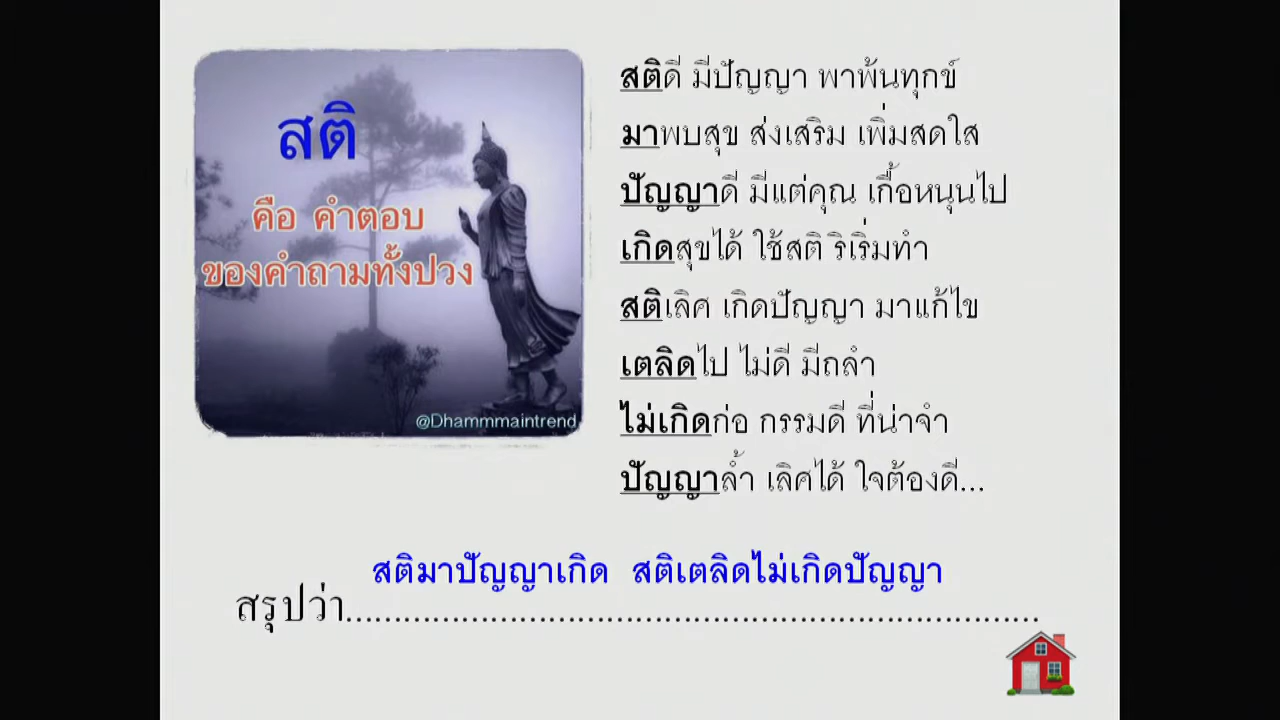 สติ
คือ คำตอบ
ของคำถามทั้งปวง
@Dhammmaintrend
สติดี มีปัญญา พาพ้นทุกข์
มาพบสุข ส่งเสริม เพิ่มสดใส
ปัญญาดี มีแต่คุณ เกื้อหนุนไป
เกิดสุขได้ ใช้สติ ริเริ่มทำ
สติเลิศ เกิดปัญญา มาแก้ไข
เตลิดไป ไม่ดี มีถลำ
ไม่เกิดก่อ กรรมดี ที่น่าจำ
ปัญญาล้ำ เลิศได้ ใจต้องดี...
สติมาปัญญาเกิด สติเตลิดไม่เกิดปัญญา
สรุปว่า......................................................................